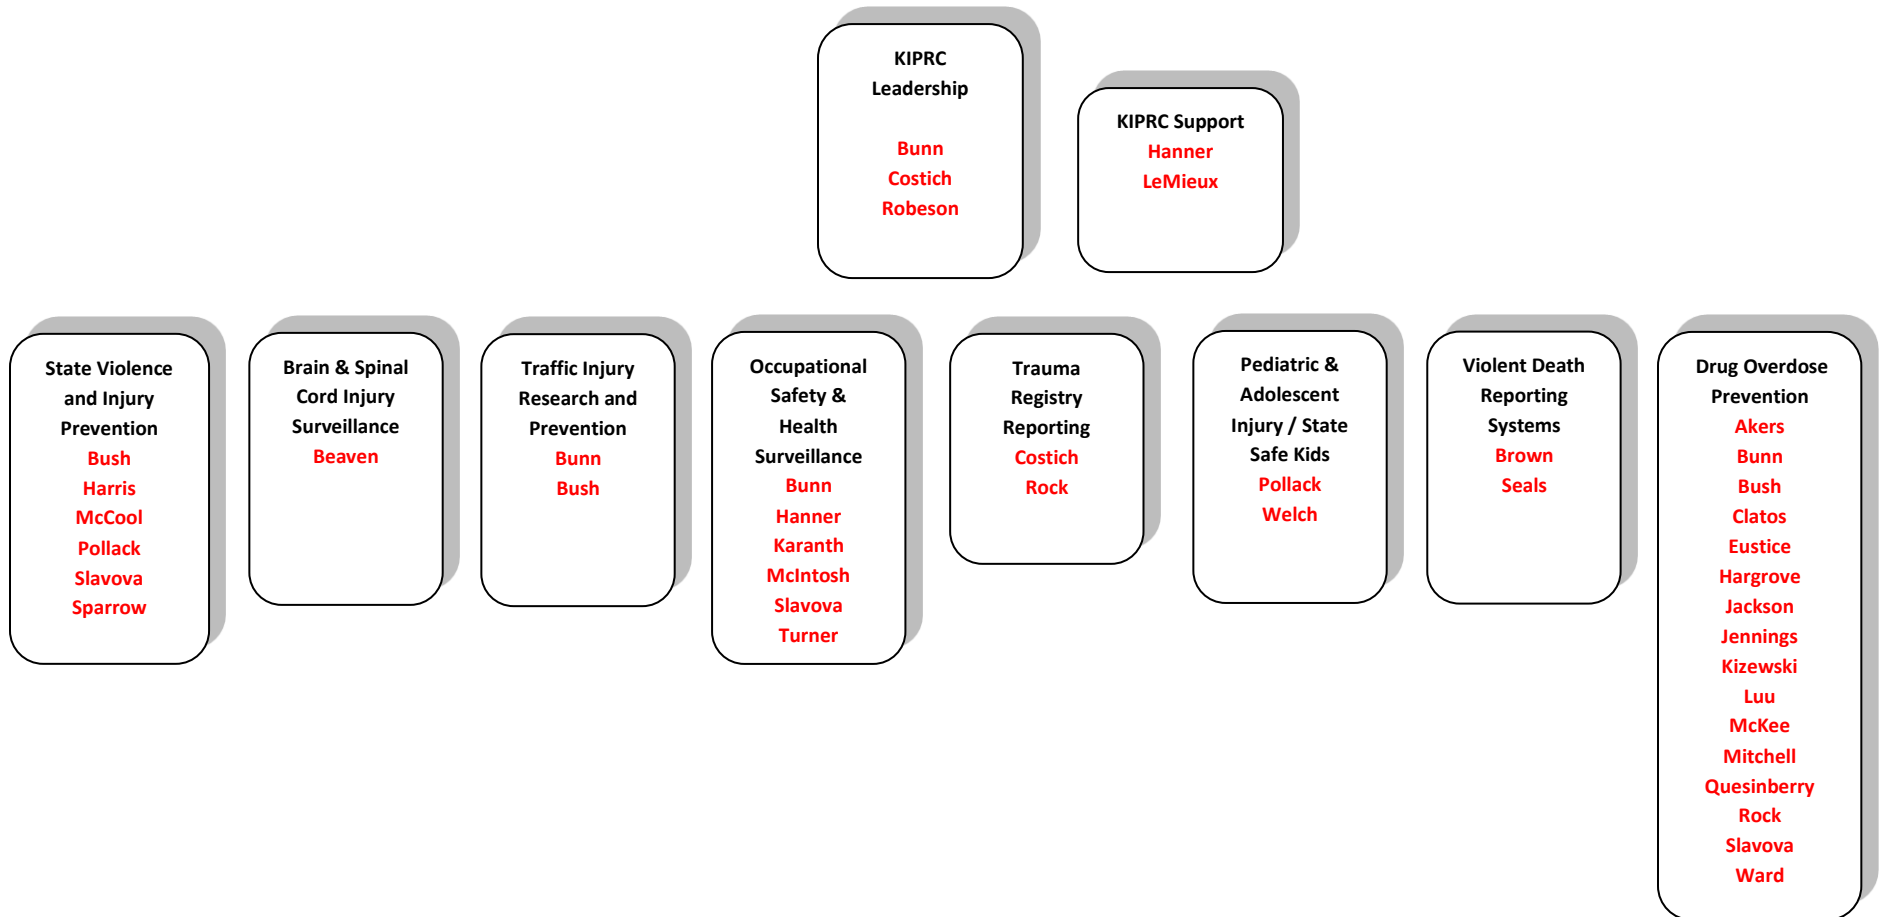 KIPRC
Leadership
Bunn
Costich
Robeson
KIPRC Support
Hanner
LeMieux
State Violence
and Injury
Prevention
Bush
Harris
McCool
Pollack
Slavova
Sparrow
Brain & Spinal
Cord Injury
Surveillance
Beaven
Traffic Injury
Research and
Prevention
Bunn
Bush
Occupational
Safety &
Health
Surveillance
Bunn
Hanner
Karanth
McIntosh
Slavova
Turner
Trauma
Registry
Reporting
Costich
Rock
Pediatric &
Adolescent
Injury / State
Safe Kids
Pollack
Welch
Violent Death
Reporting
Systems
Brown
Seals
Drug Overdose
Prevention
Akers
Bunn
Bush
Clatos
Eustice
Hargrove
Jackson
Jennings
Kizewski
Luu
McKee
Mitchell
Quesinberry
Rock
Slavova
Ward